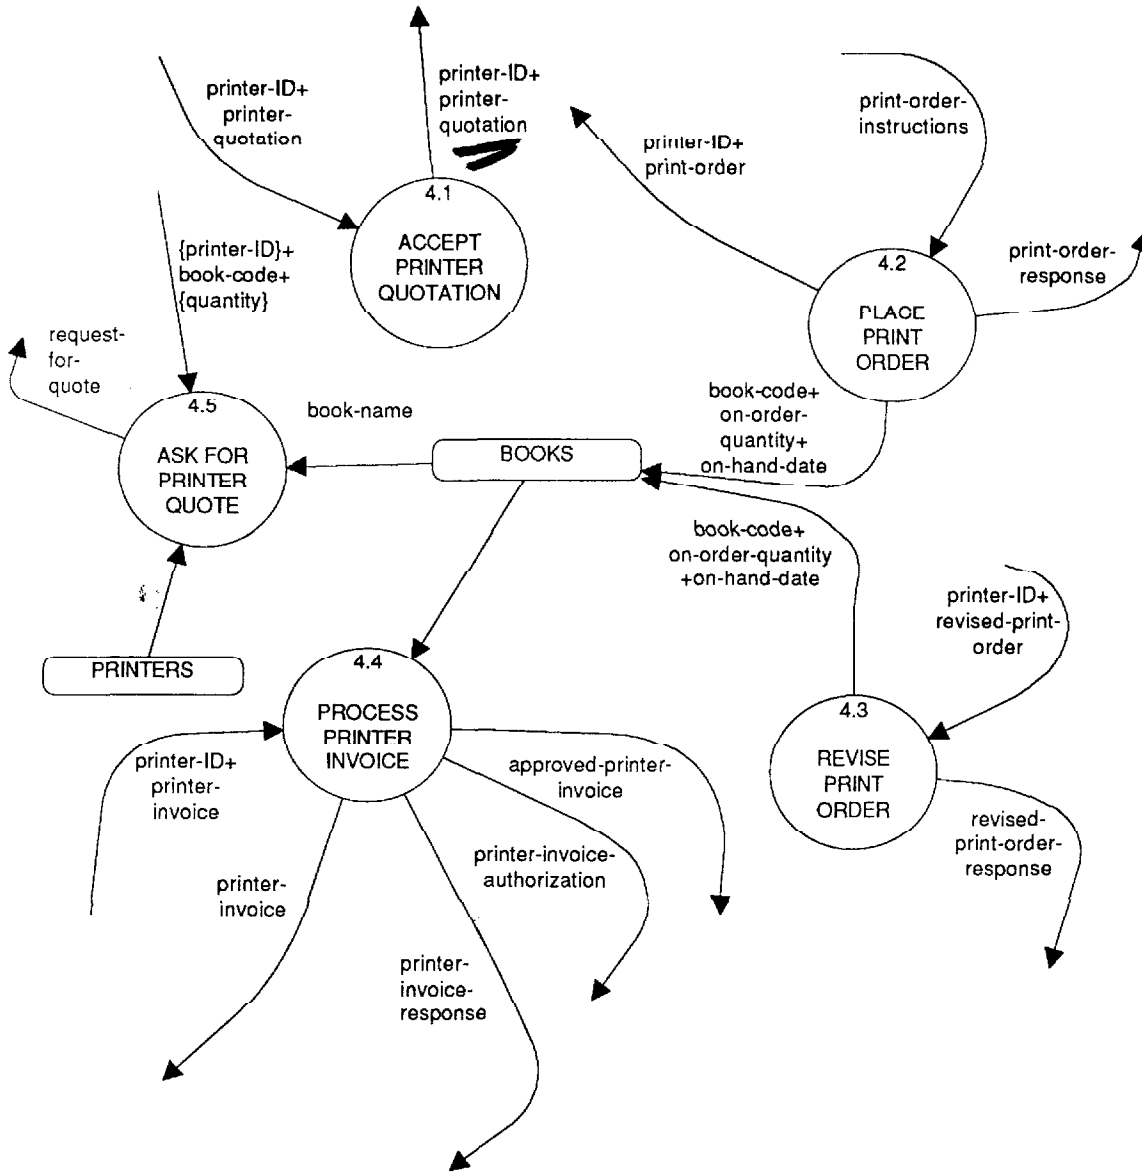 printer-ID+
printer-
quotation
printer-ID+
printer-
quotation
4.1
ACCEPT
PRINTER
QUOTATION
printer-ID+
print-order
print-order-
instructions
4.2
PLACE
PRINT
ORDER
print-order-
response
{printer-ID}+
book-code+
{quantity}
request-
for-
quote
4.5
ASK FOR
PRINTER
QUOTE
book-name
BOOKS
book-code+
on-order-
quantity+
on-hand-date
book-code+
on-order-quantity
+on-hand-date
printer-ID+
revised-print-
order
PRINTERS
4.4
PROCESS
PRINTER
INVOICE
4.3
REVISE
PRINT
ORDER
printer-ID+
printer-
invoice
approved-printer-
invoice
revised-
print-order-
response
printer-
invoice
printer-invoice-
authorization
printer-
invoice-
response